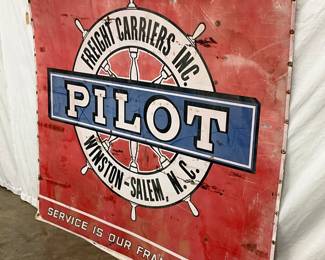 FREIGHT CARRIERS INC.
PILOT
WINSTON-SALEM, N.C.
SERVICE IS OUR